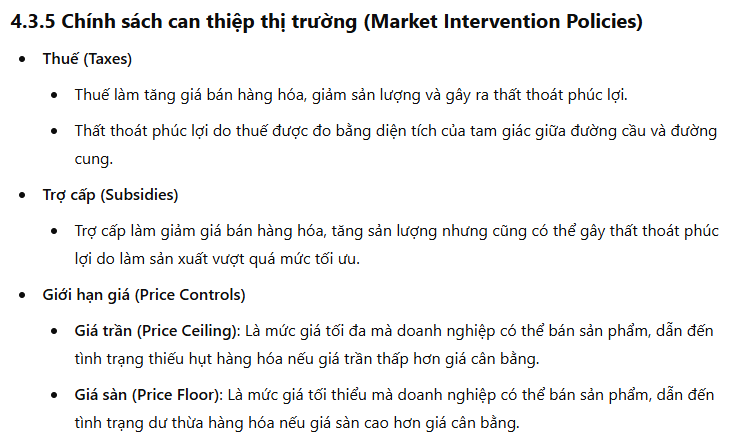 4.3.5 Chính sách can thiệp thị trường (Market Intervention Policies)
Thuế (Taxes)
Thuế làm tăng giá bán hàng hóa, giảm sản lượng và gây ra thất thoát phúc lợi.
Thất thoát phúc lợi do thuế được đo bằng diện tích của tam giác giữa đường cầu và đường
cung.
Trợ cấp (Subsidies)
Trợ cấp làm giảm giá bán hàng hóa, tăng sản lượng nhưng cũng có thể gây thất thoát phúc
lợi do làm sản xuất vượt quá mức tối ưu.
Giới hạn giá (Price Controls)
Giá trần (Price Ceiling): Là mức giá tối đa mà doanh nghiệp có thể bán sản phẩm, dẫn đến
tình trạng thiếu hụt hàng hóa nếu giá trần thấp hơn giá cân bằng.
Giá sàn (Price Floor): Là mức giá tối thiểu mà doanh nghiệp có thể bán sản phẩm, dẫn đến
tình trạng dư thừa hàng hóa nếu giá sàn cao hơn giá cân bằng.